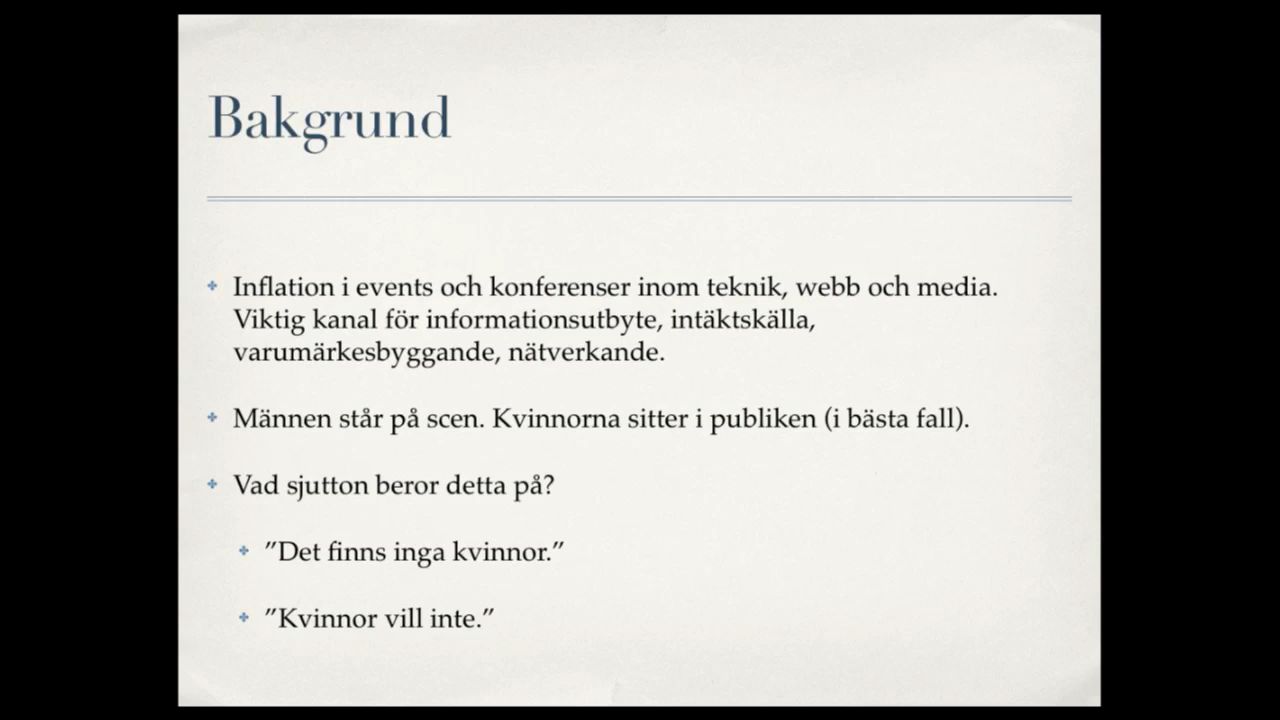 Bakgrund
Inflation i events och konferenser inom teknik, webb och media.
Viktig kanal för informationsutbyte, intäktskälla,
varumärkesbyggande, nätverkande.
Männen står på scen. Kvinnorna sitter i publiken (i bästa fall).
Vad sjutton beror detta på?
”Det finns inga kvinnor.”
”Kvinnor vill inte.”